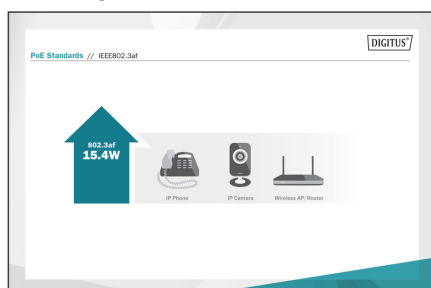 DIGITUS®
PoE Standards // IEEE802.3af
802.3af
15.4W
IP Phone
IP Camera
Wireless AP/Router